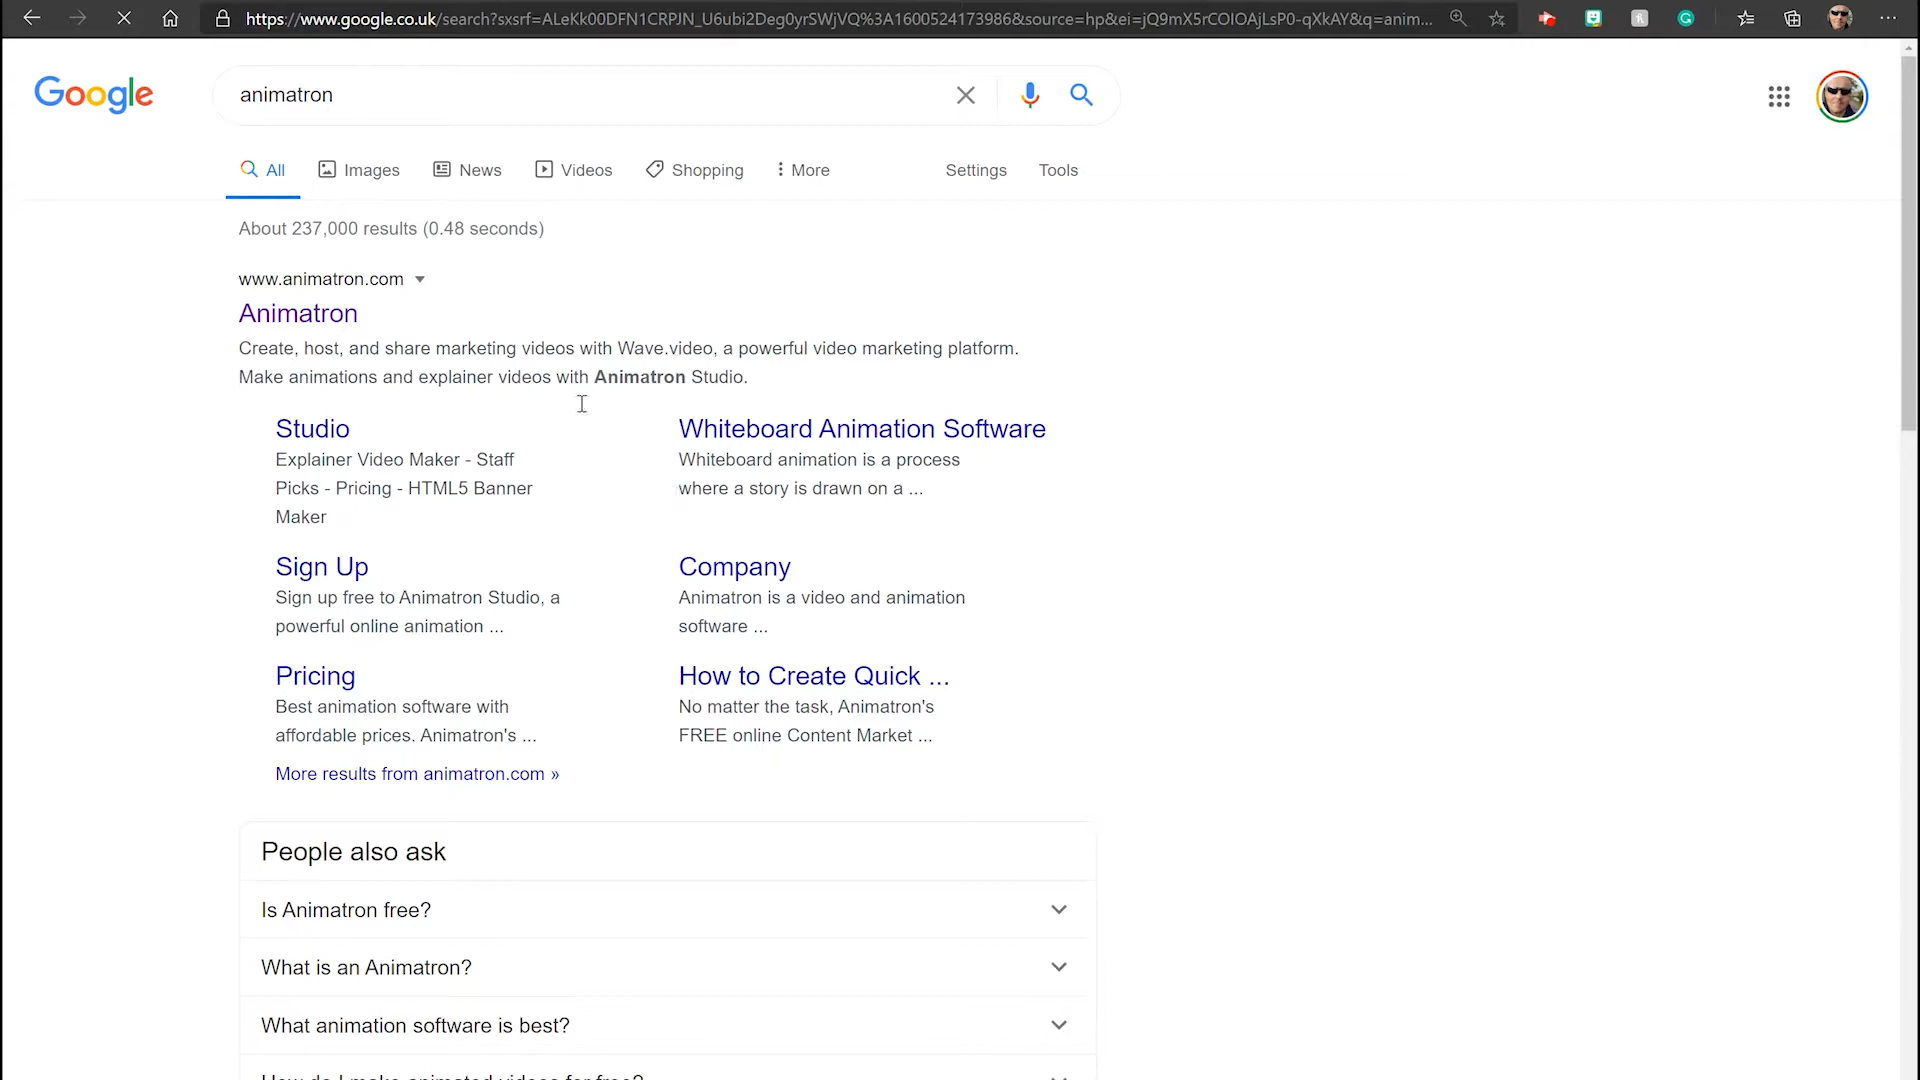 https://www.google.co.uk/search?sxsrf=ALeKk00DFN1CRPJN_U6ubi2Deg0yrSWjVQ%3A1600524173986&source=hp&ei=jQ9mX5rCOIOAjLsP0-qXkAY&q=anim...
Google
animatron
All Images News Videos Shopping More Settings Tools
About 237,000 results (0.48 seconds)
www.animatron.com
Animatron
Create, host, and share marketing videos with Wave.video, a powerful video marketing platform.
Make animations and explainer videos with Animatron Studio.
Studio
Explainer Video Maker - Staff
Picks - Pricing - HTML5 Banner
Maker
Whiteboard Animation Software
Whiteboard animation is a process
where a story is drawn on a ...
Sign Up
Sign up free to Animatron Studio, a
powerful online animation ...
Company
Animatron is a video and animation
software ...
Pricing
Best animation software with
affordable prices. Animatron's ...
How to Create Quick ...
No matter the task, Animatron's
FREE online Content Market ...
More results from animatron.com »
People also ask
Is Animatron free?
What is an Animatron?
What animation software is best?
How do I make animated videos for free?